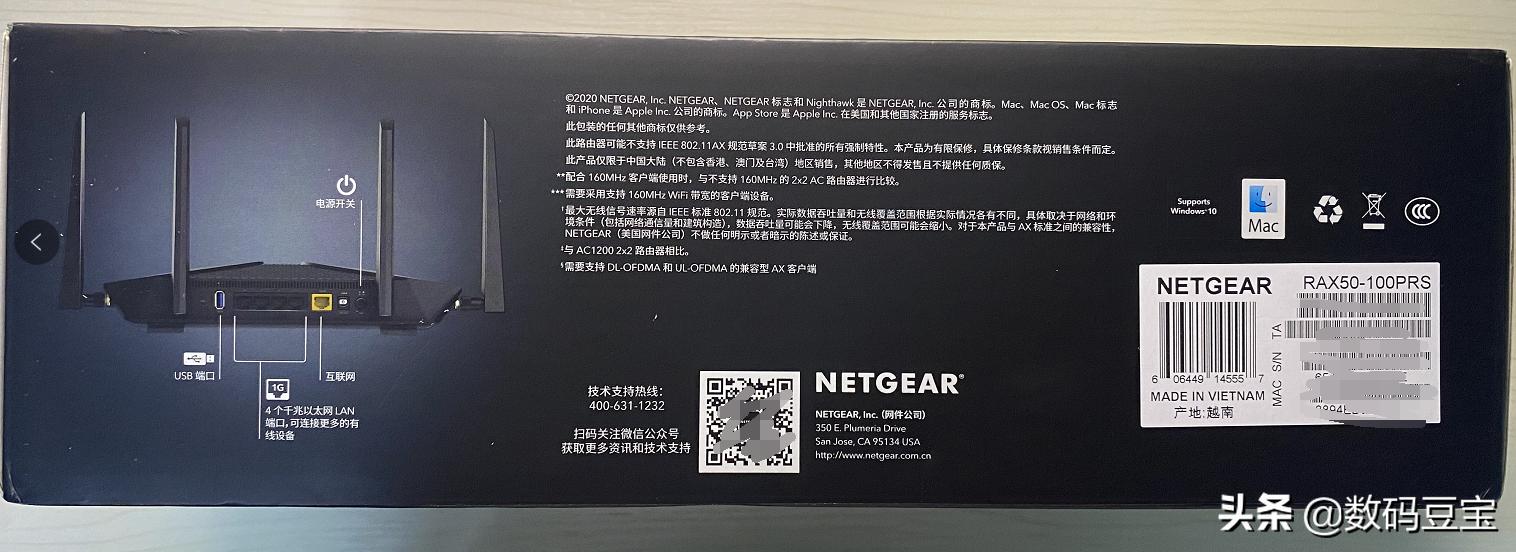 ©2020 NETGEAR, Inc. NETGEAR、NETGEAR 标志和 Nighthawk 是 NETGEAR, Inc. 公司的商标。Mac、Mac OS、Mac 标志
和 iPhone 是 Apple Inc. 公司的商标。App Store 是 Apple Inc. 在美国和其他国家注册的服务标志。
此包装的任何其他商标仅供参考。
此路由器可能不支持 IEEE 802.11AX 规范草案 3.0 中批准的所有强制特性。本产品为有限保修，具体保修条款视销售条件而定。
此产品仅限于中国大陆（不包含香港、澳门及台湾）地区销售，其他地区不得发售且不提供任何质保。
**配合 160MHz 客户端使用时，与不支持 160MHz 的 2x2 AC 路由器进行比较。
***需要采用支持 160MHz WiFi 带宽的客户端设备。
†最大无线信号速率源自 IEEE 标准 802.11 规范。实际数据吞吐量和无线覆盖范围根据实际情况各有不同，具体取决于网络和环
境条件（包括网络通信量和建筑构造），数据吞吐量可能会下降，无线覆盖范围可能会缩小。对于本产品与 AX 标准之间的兼容性，
NETGEAR（美国网件公司）不做任何明示或者暗示的陈述或保证。
‡与 AC1200 2x2 路由器相比。
§需要支持 DL-OFDMA 和 UL-OFDMA 的兼容型 AX 客户端
电源开关
USB 端口
互联网
1G
4 个千兆以太网 LAN
端口，可连接更多的有
线设备
技术支持热线：
400-631-1232
扫码关注微信公众号
获取更多资讯和技术支持
NETGEAR®
NETGEAR, Inc. (网件公司)
350 E. Plumeria Drive
San Jose, CA 95134 USA
http://www.netgear.com.cn
Supports
Windows® 10
Mac
CCC
NETGEAR
RAX50-100PRS
6 06449 14555 7
MADE IN VIETNAM
产地:越南
TA
S/N
MAC
头条 @数码豆宝